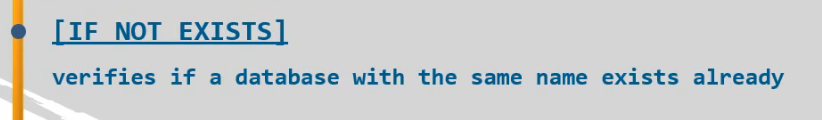 [IF NOT EXISTS]
verifies if a database with the same name exists already